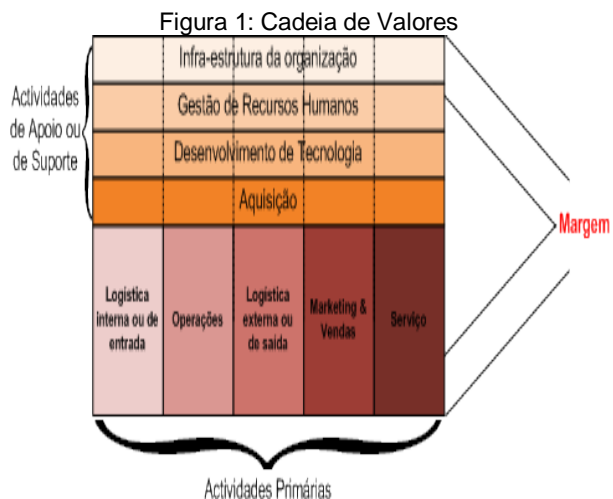 Figura 1: Cadeia de Valores
Infra-estrutura da organização
Gestão de Recursos Humanos
Desenvolvimento de Tecnologia
Aquisição
Actividades
de Apoio ou
de Suporte
Margem
Logística
interna ou de
entrada
Operações
Logística
externa ou
de saída
Marketing &
Vendas
Serviço
Actividades Primárias